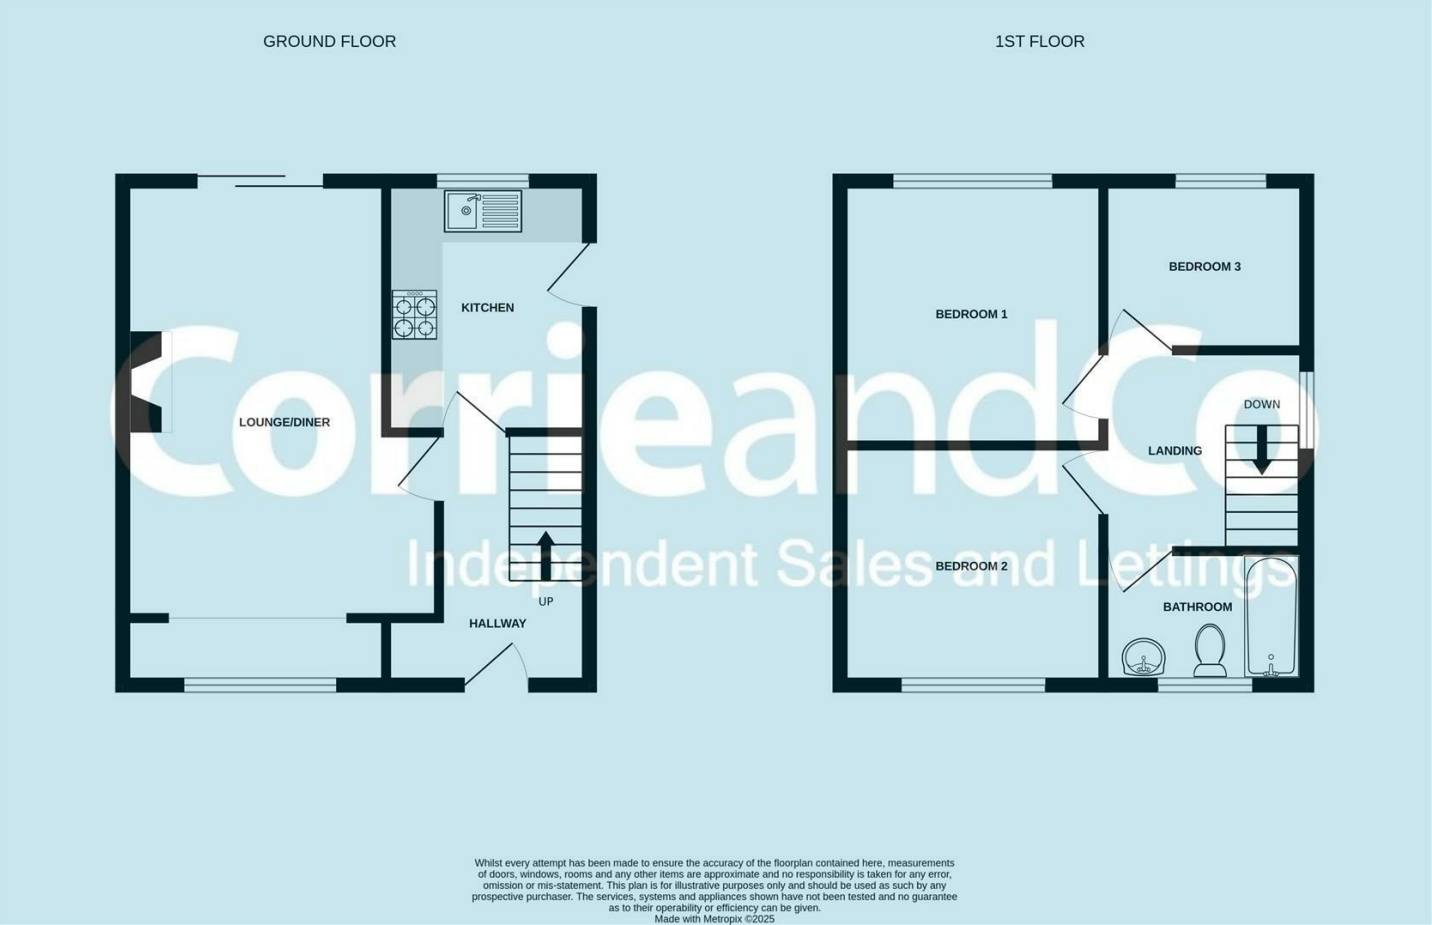 GROUND FLOOR
1ST FLOOR
KITCHEN
LOUNGE/DINER
UP
HALLWAY
BEDROOM 3
BEDROOM 1
DOWN
LANDING
BEDROOM 2
BATHROOM
CorrieandCo
Independent Sales and Lettings
Whilst every attempt has been made to ensure the accuracy of the floorplan contained here, measurements
of doors, windows, rooms and any other items are approximate and no responsibility is taken for any error,
omission or mis-statement. This plan is for illustrative purposes only and should be used as such by any
prospective purchaser. The services, systems and appliances shown have not been tested and no guarantee
as to their operability or efficiency can be given.
Made with Metropix ©2025